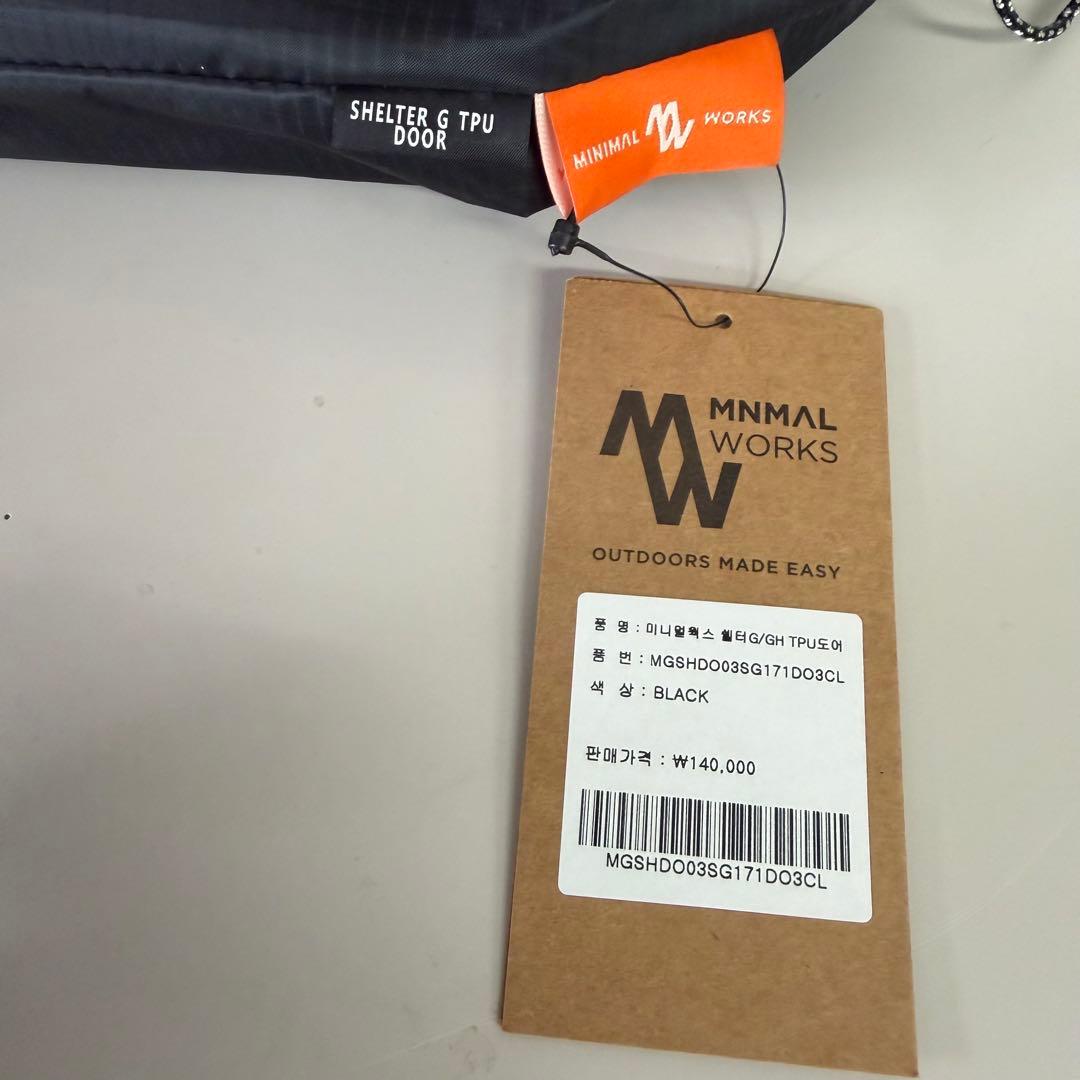 SHELTER G TPU
DOOR
MINIMAL MW WORKS
MW MNMAL
WORKS
OUTDOORS MADE EASY
품 명 : 미니멀웍스 쉘터G/GH TPU도어
품 번 : MGSHDO03SG171DO3CL
색 상 : BLACK
판매가격 : ₩140,000
MGSHDO03SG171DO3CL